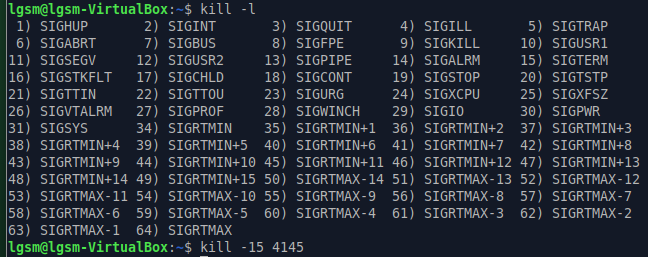 lgsm@lgsm-VirtualBox:~$ kill -l
 1) SIGHUP       2) SIGINT       3) SIGQUIT      4) SIGILL       5) SIGTRAP
 6) SIGABRT      7) SIGBUS       8) SIGFPE       9) SIGKILL     10) SIGUSR1
11) SIGSEGV     12) SIGUSR2     13) SIGPIPE     14) SIGALRM     15) SIGTERM
16) SIGSTKFLT   17) SIGCHLD     18) SIGCONT     19) SIGSTOP     20) SIGTSTP
21) SIGTTIN     22) SIGTTOU     23) SIGURG      24) SIGXCPU     25) SIGXFSZ
26) SIGVTALRM   27) SIGPROF     28) SIGWINCH    29) SIGIO       30) SIGPWR
31) SIGSYS      34) SIGRTMIN    35) SIGRTMIN+1  36) SIGRTMIN+2  37) SIGRTMIN+3
38) SIGRTMIN+4  39) SIGRTMIN+5  40) SIGRTMIN+6  41) SIGRTMIN+7  42) SIGRTMIN+8
43) SIGRTMIN+9  44) SIGRTMIN+10 45) SIGRTMIN+11 46) SIGRTMIN+12 47) SIGRTMIN+13
48) SIGRTMIN+14 49) SIGRTMIN+15 50) SIGRTMAX-14 51) SIGRTMAX-13 52) SIGRTMAX-12
53) SIGRTMAX-11 54) SIGRTMAX-10 55) SIGRTMAX-9  56) SIGRTMAX-8  57) SIGRTMAX-7
58) SIGRTMAX-6  59) SIGRTMAX-5  60) SIGRTMAX-4  61) SIGRTMAX-3  62) SIGRTMAX-2
63) SIGRTMAX-1  64) SIGRTMAX
lgsm@lgsm-VirtualBox:~$ kill -15 4145